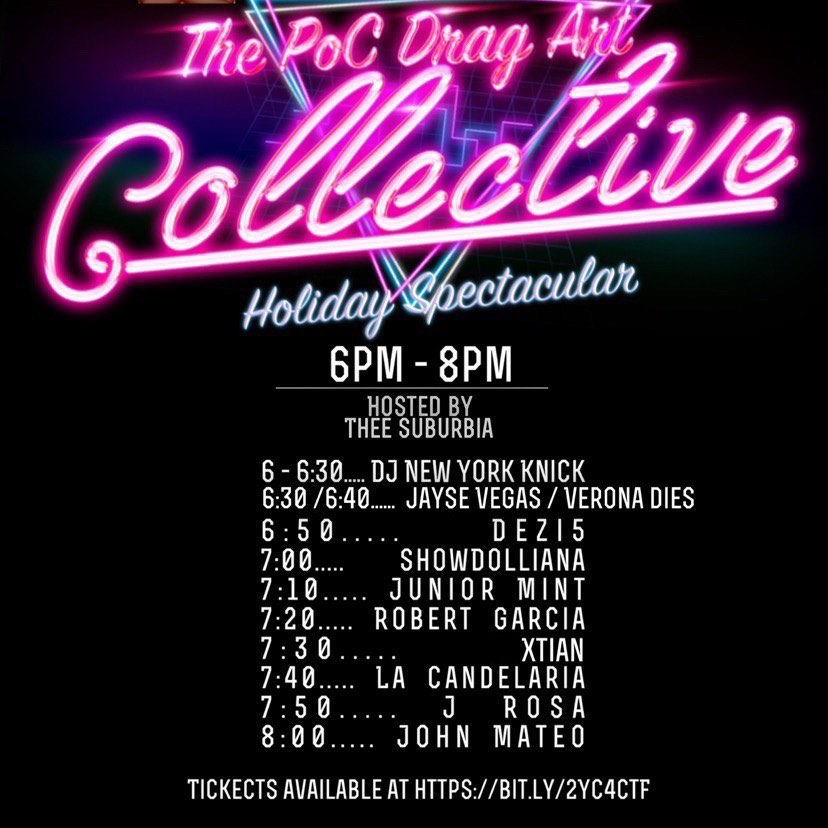 The PoC Drag Art
Collective
Holiday Spectacular
6PM - 8PM
HOSTED BY
THEE SUBURBIA
6 - 6:30..... DJ NEW YORK KNICK
6:30 /6:40...... JAYSE VEGAS / VERONA DIES
6:50..... DEZI5
7:00..... SHOWDOLLIANA
7:10..... JUNIOR MINT
7:20..... ROBERT GARCIA
7:30..... XTIAN
7:40..... LA CANDELARIA
7:50..... J ROSA
8:00..... JOHN MATEO
TICKECTS AVAILABLE AT HTTPS://BIT.LY/2YC4CTF